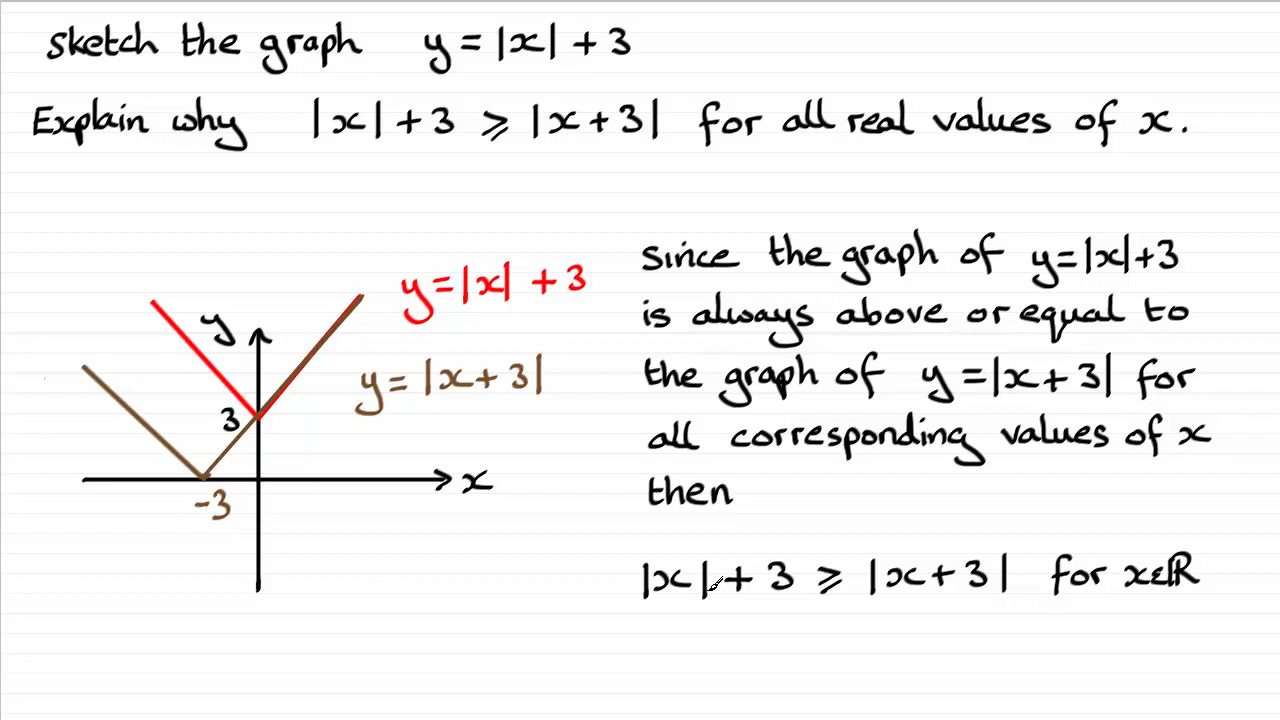 sketch the graph y = |x| + 3
Explain why |x| + 3 ⩾ |x + 3| for all real values of x.
y = |x| + 3
y
y = |x + 3|
3
x
-3
since the graph of y = |x| + 3
is always above or equal to
the graph of y = |x + 3| for
all corresponding values of x
then
|x| + 3 ⩾ |x + 3| for x∈ℝ